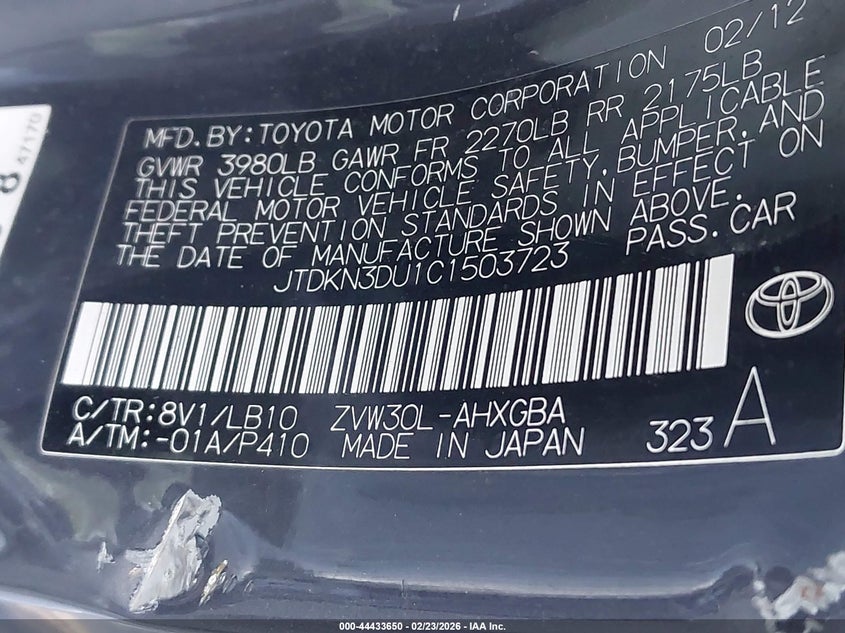 MFD. BY: TOYOTA MOTOR CORPORATION 02/12
GVWR 3980LB GAWR FR 2270LB RR 2175LB
THIS VEHICLE CONFORMS TO ALL APPLICABLE
FEDERAL MOTOR VEHICLE SAFETY, BUMPER, AND
THEFT PREVENTION STANDARDS IN EFFECT ON
THE DATE OF MANUFACTURE SHOWN ABOVE.
JTDKN3DU1C1503723 PASS. CAR
C/TR:8V1/LB10 ZVW30L-AHXGBA
A/TM:-01A/P410 MADE IN JAPAN 323 A
8 47170
000-44433650 - 02/23/2026 - IAA Inc.